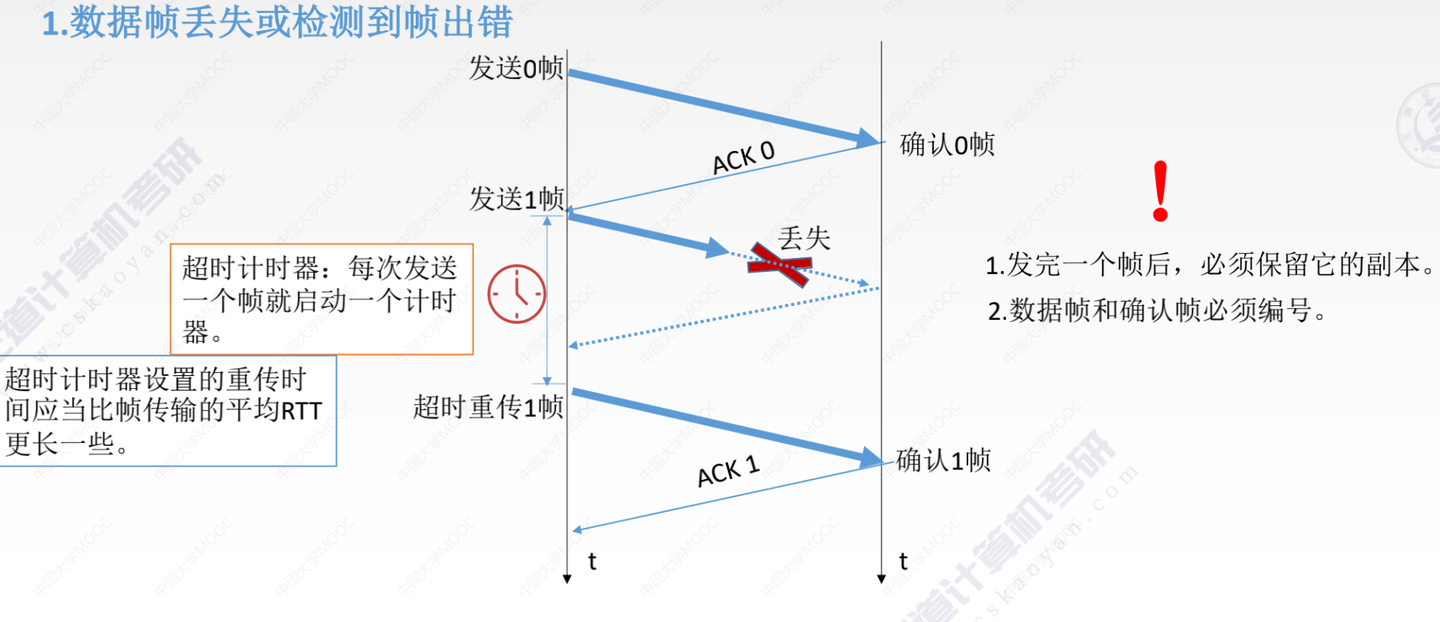 1.数据帧丢失或检测到帧出错
发送0帧
ACK 0
确认0帧
发送1帧
丢失
超时计时器：每次发送
一个帧就启动一个计时
器。
1.发完一个帧后，必须保留它的副本。
2.数据帧和确认帧必须编号。
超时计时器设置的重传时
间应当比帧传输的平均RTT
更长一些。
超时重传1帧
ACK 1
确认1帧
t
t
中国大学MOOC
道计算机考研
cskaoyan.com